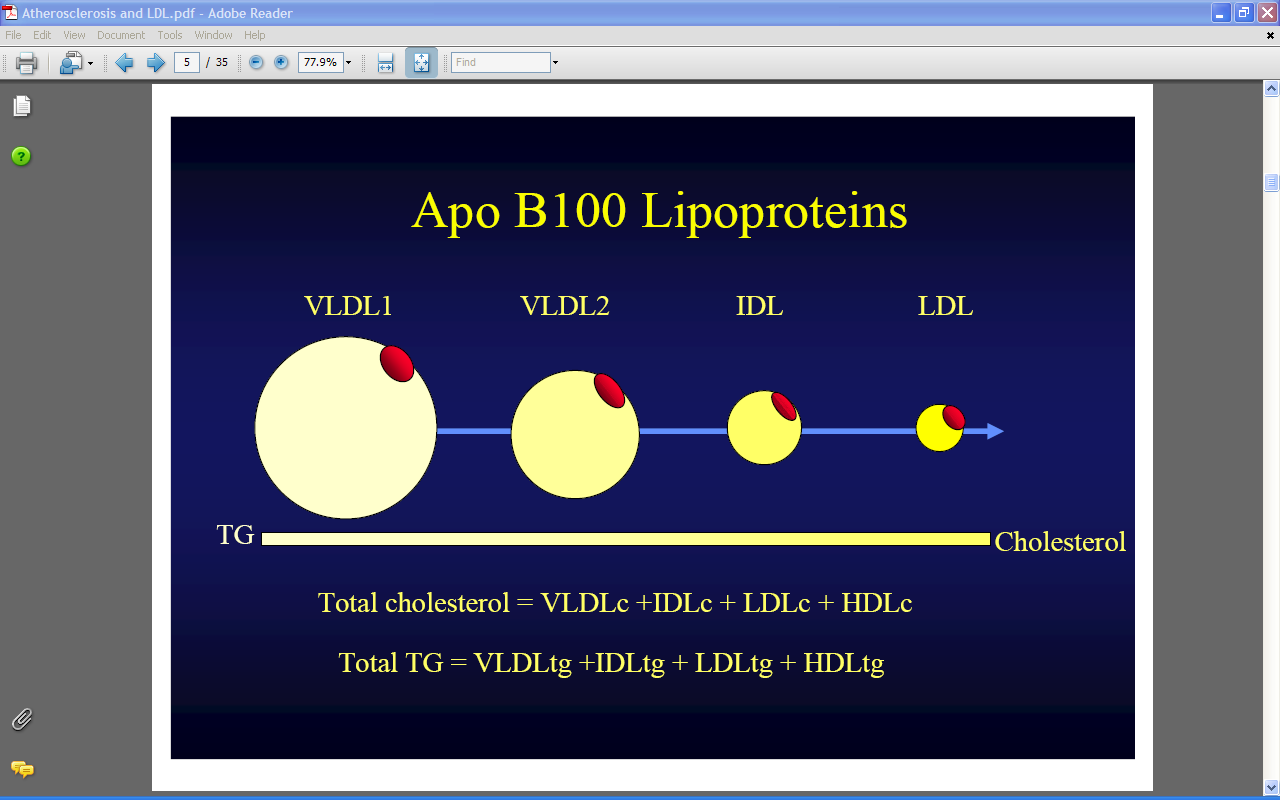 Atherosclerosis and LDL.pdf - Adobe Reader
File Edit View Document Tools Window Help
5 / 35 77.9% Find
Apo B100 Lipoproteins
VLDL1 VLDL2 IDL LDL
TG Cholesterol
Total cholesterol = VLDLc +IDLc + LDLc + HDLc
Total TG = VLDLtg +IDLtg + LDLtg + HDLtg